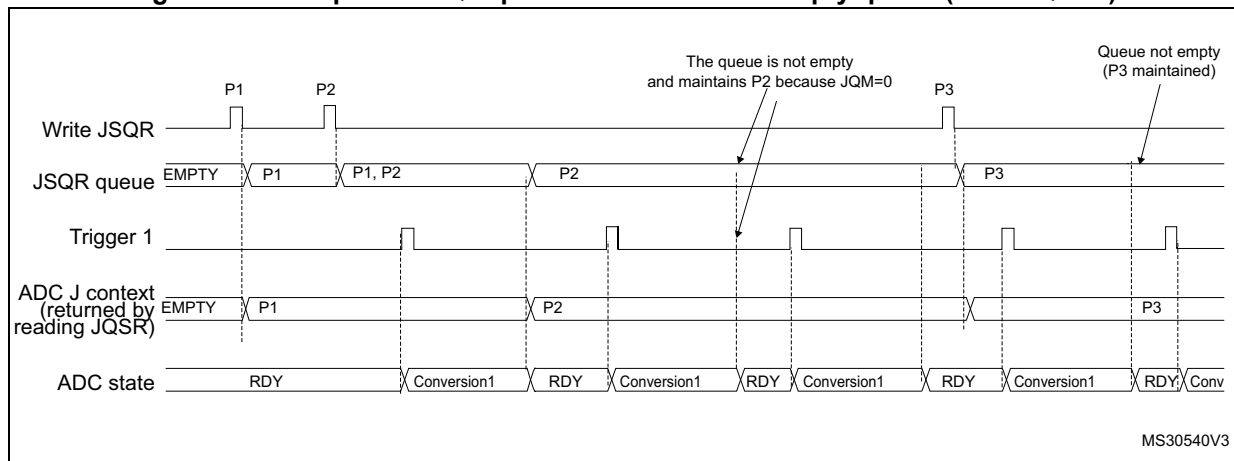 The queue is not empty
and maintains P2 because JQM=0
Queue not empty
(P3 maintained)
P1 P2 P3
Write JSQR
JSQR queue EMPTY P1 P1, P2 P2 P3
Trigger 1
ADC J context
(returned by
reading JQSR) EMPTY P1 P2 P3
ADC state RDY Conversion1 RDY Conversion1 RDY Conversion1 RDY Conversion1 RDY Conv
MS30540V3